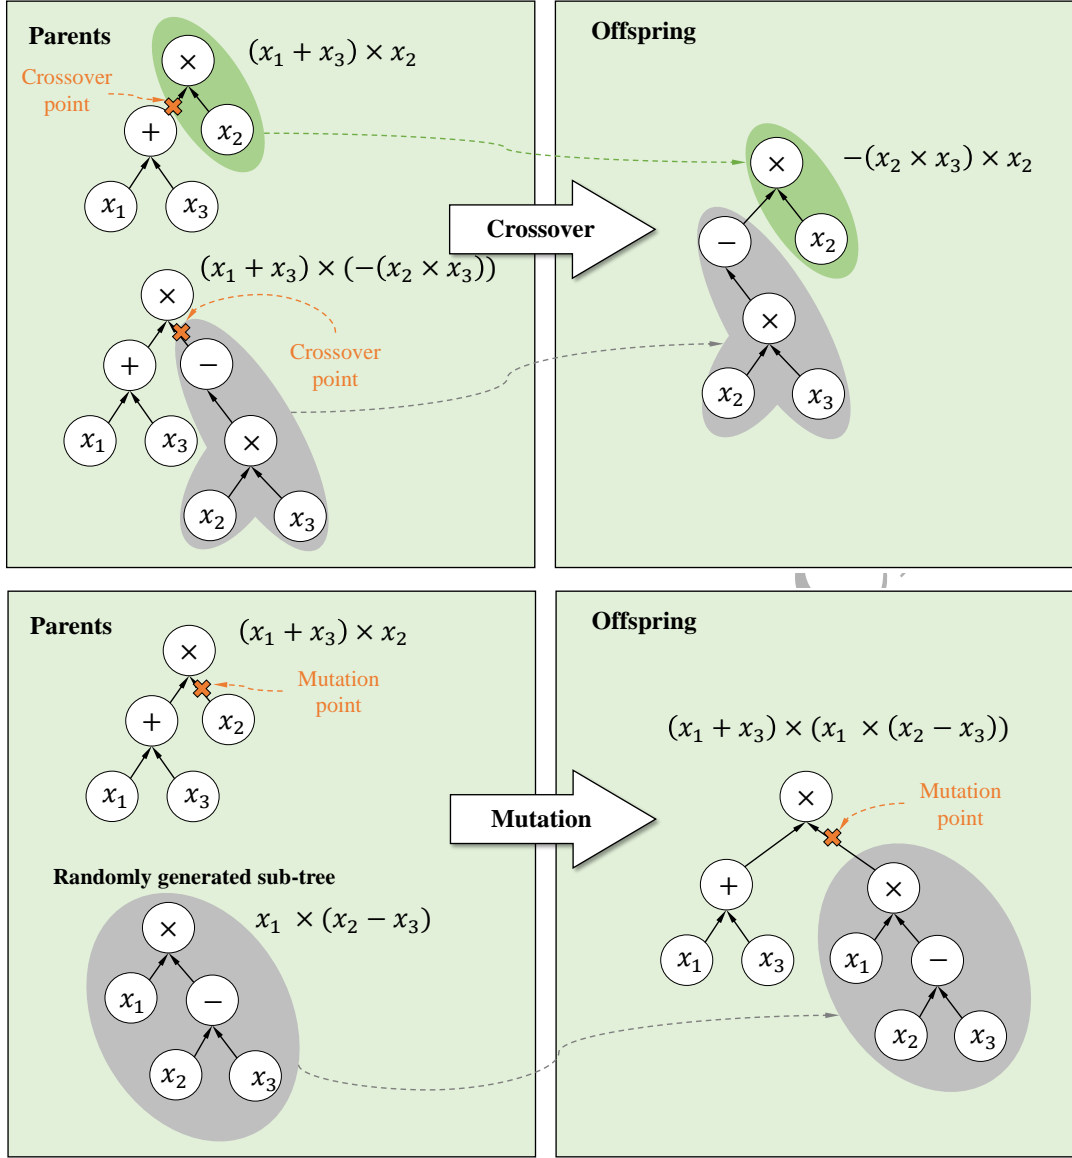 Parents
(x₁ + x₃) × x₂
Crossover
point
×
+
x₂
x₁
x₃
(x₁ + x₃) × (−(x₂ × x₃))
×
Crossover
point
+
−
x₁
x₃
×
x₂
x₃
Crossover
Offspring
−(x₂ × x₃) × x₂
×
−
x₂
×
x₂
x₃
Parents
(x₁ + x₃) × x₂
×
Mutation
point
+
x₂
x₁
x₃
Randomly generated sub-tree
x₁ × (x₂ − x₃)
×
x₁
−
x₂
x₃
Mutation
Offspring
(x₁ + x₃) × (x₁ × (x₂ − x₃))
×
Mutation
point
+
×
x₁
x₃
x₁
−
x₂
x₃